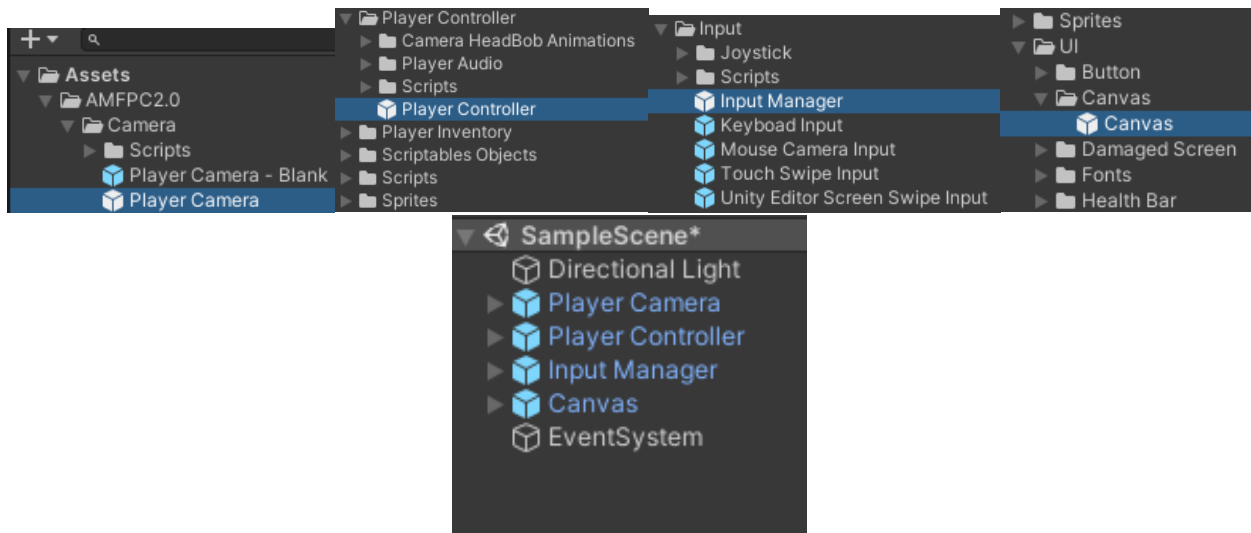 Assets
AMFPC2.0
Camera
Scripts
Player Camera - Blank
Player Camera
Player Controller
Camera HeadBob Animations
Player Audio
Scripts
Player Controller
Player Inventory
Scriptables Objects
Scripts
Sprites
Input
Joystick
Scripts
Input Manager
Keyboad Input
Mouse Camera Input
Touch Swipe Input
Unity Editor Screen Swipe Input
Sprites
UI
Button
Canvas
Canvas
Damaged Screen
Fonts
Health Bar
SampleScene*
Directional Light
Player Camera
Player Controller
Input Manager
Canvas
EventSystem